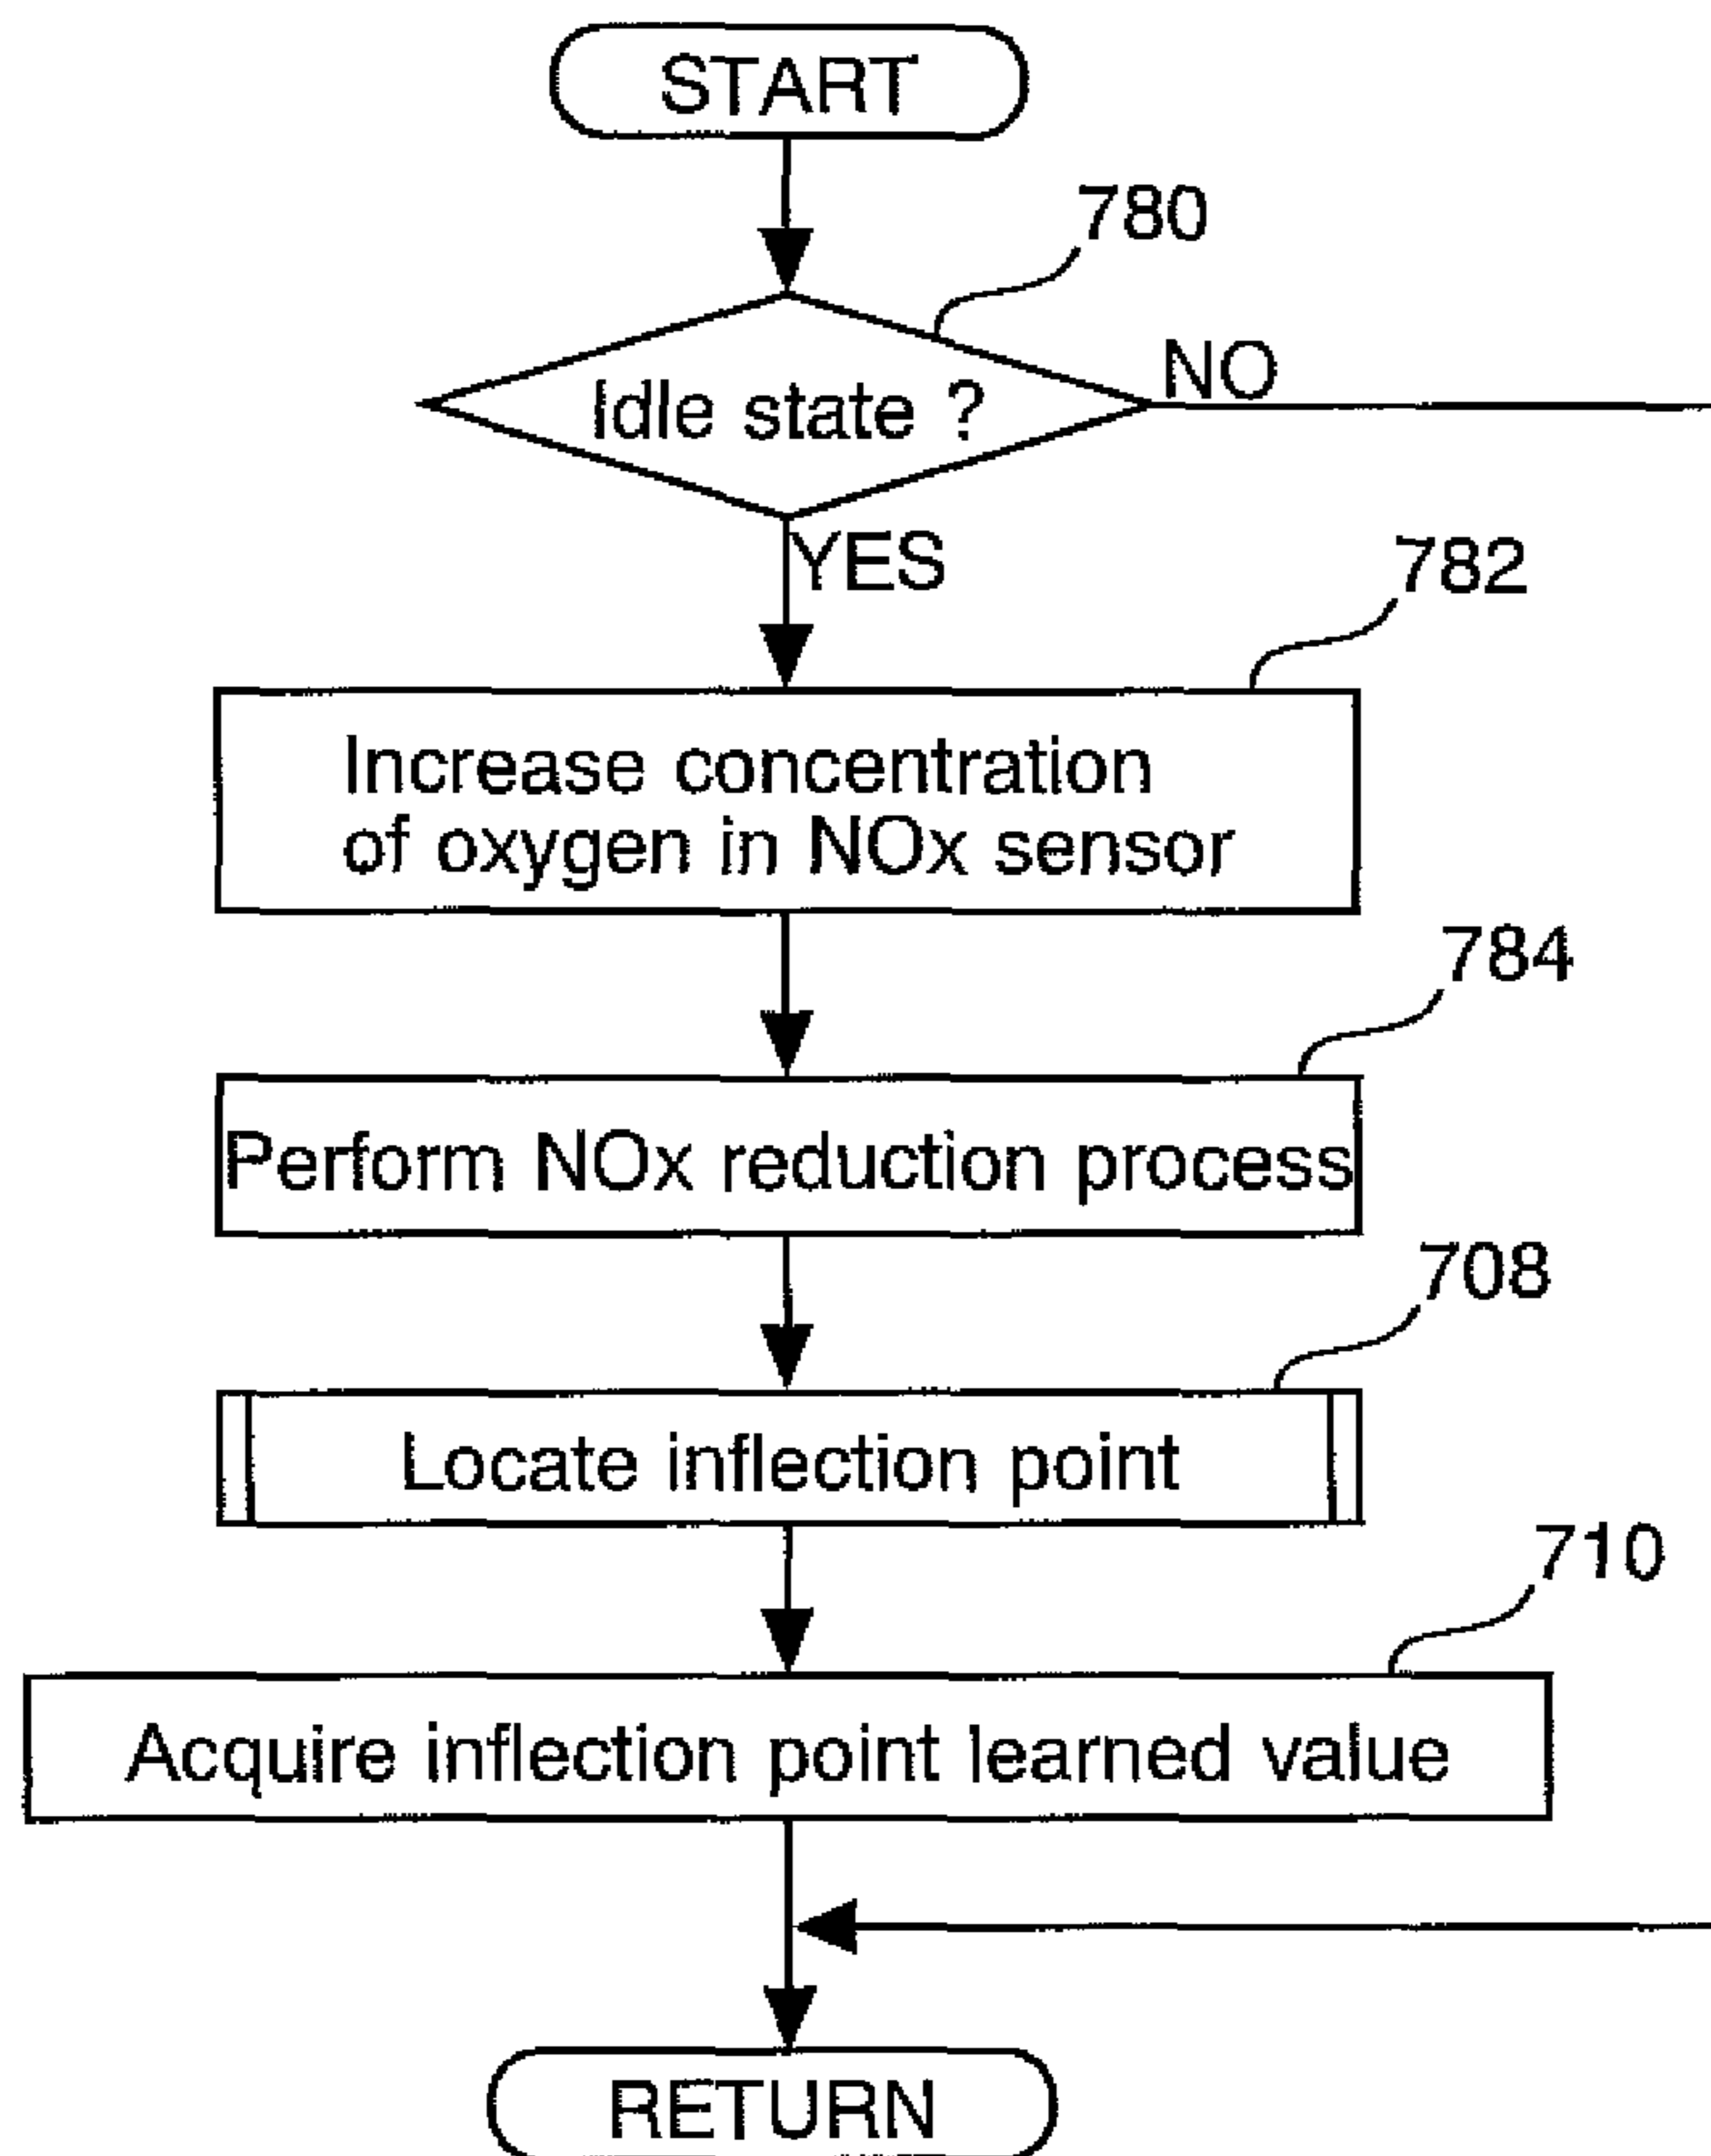 START
780
Idle state ?
NO
YES
782
Increase concentration
of oxygen in NOx sensor
784
Perform NOx reduction process
708
Locate inflection point
710
Acquire inflection point learned value
RETURN